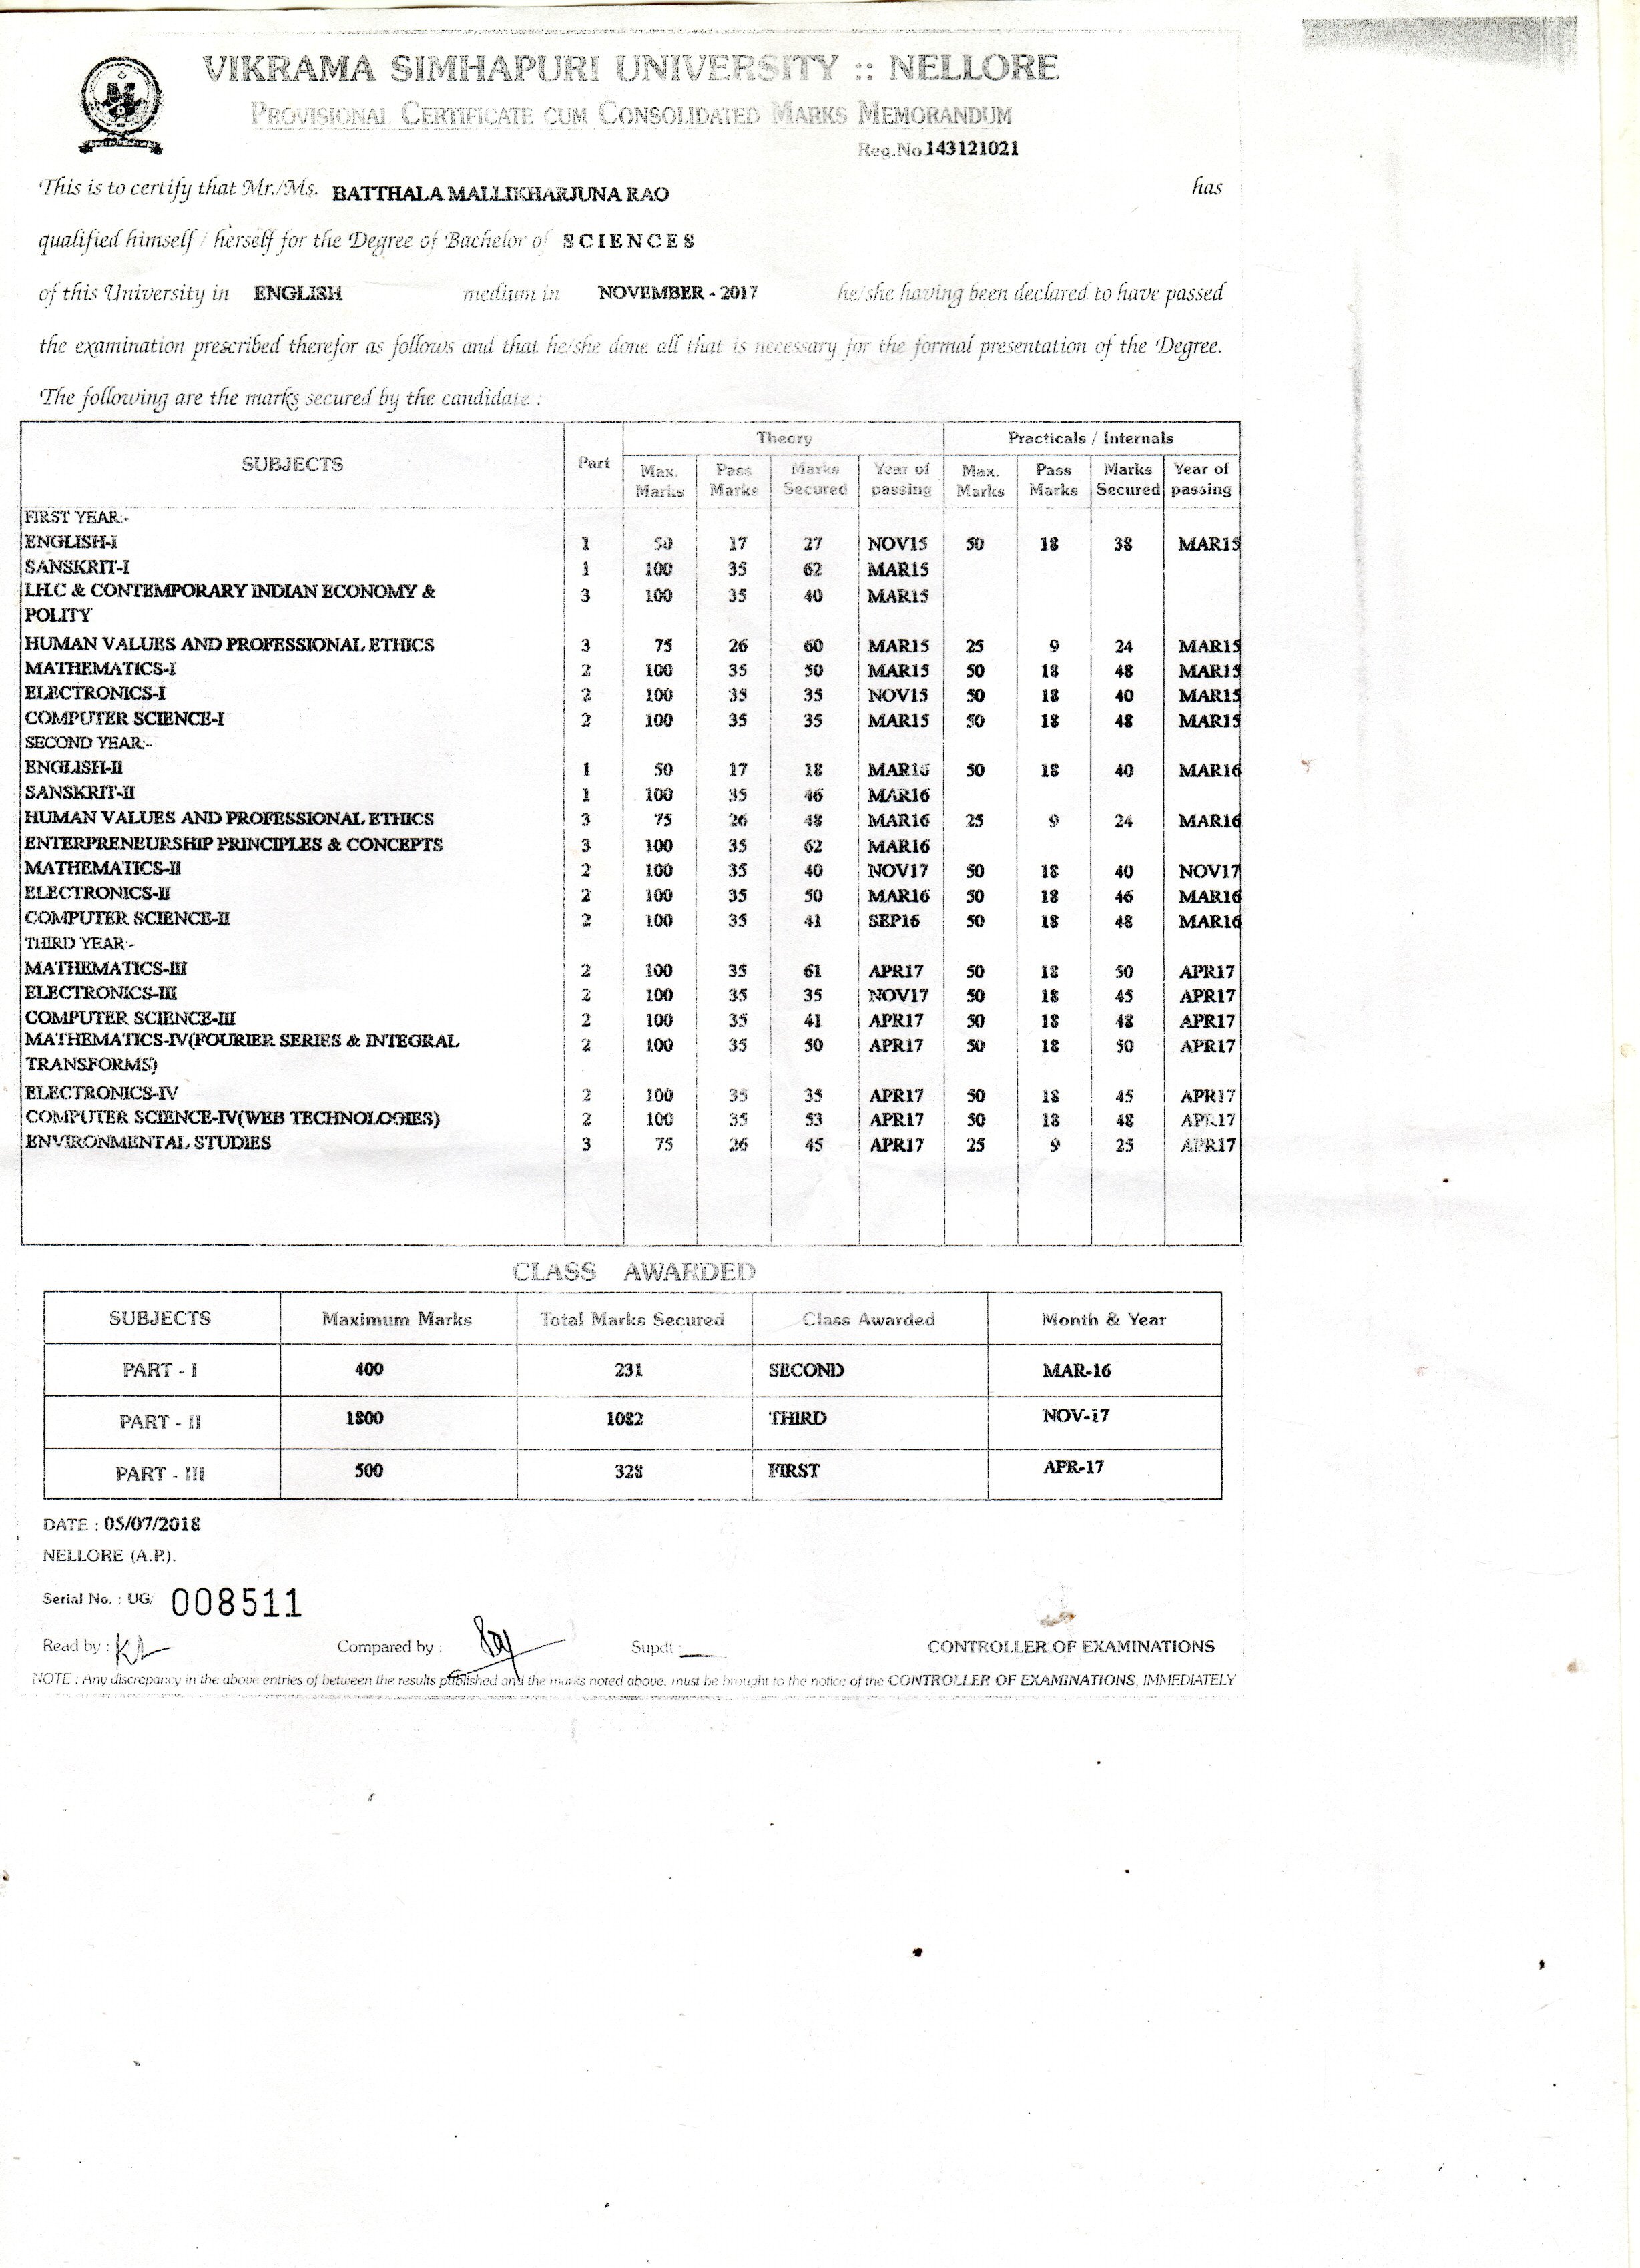 VIKRAMA SIMHAPURI UNIVERSITY :: NELLORE
PROVISIONAL CERTIFICATE CUM CONSOLIDATED MARKS MEMORANDUM
Reg.No 143121021
This is to certify that Mr./Ms. BATTHALA MALLIKHARJUNA RAO has
qualified himself / herself for the Degree of Bachelor of SCIENCES
of this University in ENGLISH medium in NOVEMBER - 2017 he/she having been declared to have passed
the examination prescribed therefor as follows and that he/she done all that is necessary for the formal presentation of the Degree.
The following are the marks secured by the candidate :
SUBJECTS Part Theory Practicals / Internals
Max. Marks Pass Marks Marks Secured Year of passing Max. Marks Pass Marks Marks Secured Year of passing
FIRST YEAR:-
ENGLISH-I 1 50 17 27 NOV15 50 18 38 MAR15
SANSKRIT-I 1 100 35 62 MAR15
I.H.C & CONTEMPORARY INDIAN ECONOMY & 3 100 35 40 MAR15
POLITY
HUMAN VALUES AND PROFESSIONAL ETHICS 3 75 26 60 MAR15 25 9 24 MAR15
MATHEMATICS-I 2 100 35 50 MAR15 50 18 48 MAR15
ELECTRONICS-I 2 100 35 35 NOV15 50 18 40 MAR15
COMPUTER SCIENCE-I 2 100 35 35 MAR15 50 18 48 MAR15
SECOND YEAR:-
ENGLISH-II 1 50 17 18 MAR16 50 18 40 MAR16
SANSKRIT-II 1 100 35 46 MAR16
HUMAN VALUES AND PROFESSIONAL ETHICS 3 75 26 48 MAR16 25 9 24 MAR16
ENTERPRENEURSHIP PRINCIPLES & CONCEPTS 3 100 35 62 MAR16
MATHEMATICS-II 2 100 35 40 NOV17 50 18 40 NOV17
ELECTRONICS-II 2 100 35 50 MAR16 50 18 46 MAR16
COMPUTER SCIENCE-II 2 100 35 41 SEP16 50 18 48 MAR16
THIRD YEAR:-
MATHEMATICS-III 2 100 35 61 APR17 50 18 50 APR17
ELECTRONICS-III 2 100 35 35 NOV17 50 18 45 APR17
COMPUTER SCIENCE-III 2 100 35 41 APR17 50 18 48 APR17
MATHEMATICS-IV(FOURIER SERIES & INTEGRAL 2 100 35 50 APR17 50 18 50 APR17
TRANSFORMS)
ELECTRONICS-IV 2 100 35 35 APR17 50 18 45 APR17
COMPUTER SCIENCE-IV(WEB TECHNOLOGIES) 2 100 35 53 APR17 50 18 48 APR17
ENVIRONMENTAL STUDIES 3 75 26 45 APR17 25 9 25 APR17
CLASS AWARDED
SUBJECTS Maximum Marks Total Marks Secured Class Awarded Month & Year
PART - I 400 231 SECOND MAR-16
PART - II 1800 1082 THIRD NOV-17
PART - III 500 328 FIRST APR-17
DATE : 05/07/2018
NELLORE (A.P.).
Serial No. : UG/ 008511
Read by : Compared by : Supdt : CONTROLLER OF EXAMINATIONS
NOTE : Any discrepancy in the above entries of between the results published and the marks noted above, must be brought to the notice of the CONTROLLER OF EXAMINATIONS, IMMEDIATELY